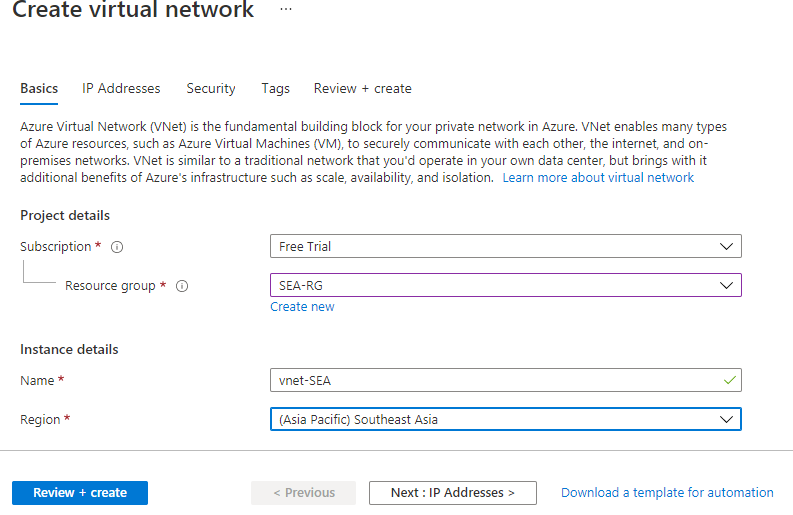 Create virtual network ...
Basics IP Addresses Security Tags Review + create
Azure Virtual Network (VNet) is the fundamental building block for your private network in Azure. VNet enables many types
of Azure resources, such as Azure Virtual Machines (VM), to securely communicate with each other, the internet, and on-
premises networks. VNet is similar to a traditional network that you'd operate in your own data center, but brings with it
additional benefits of Azure's infrastructure such as scale, availability, and isolation. Learn more about virtual network
Project details
Subscription * Free Trial
Resource group * SEA-RG
Create new
Instance details
Name * vnet-SEA
Region * (Asia Pacific) Southeast Asia
Review + create < Previous Next : IP Addresses > Download a template for automation